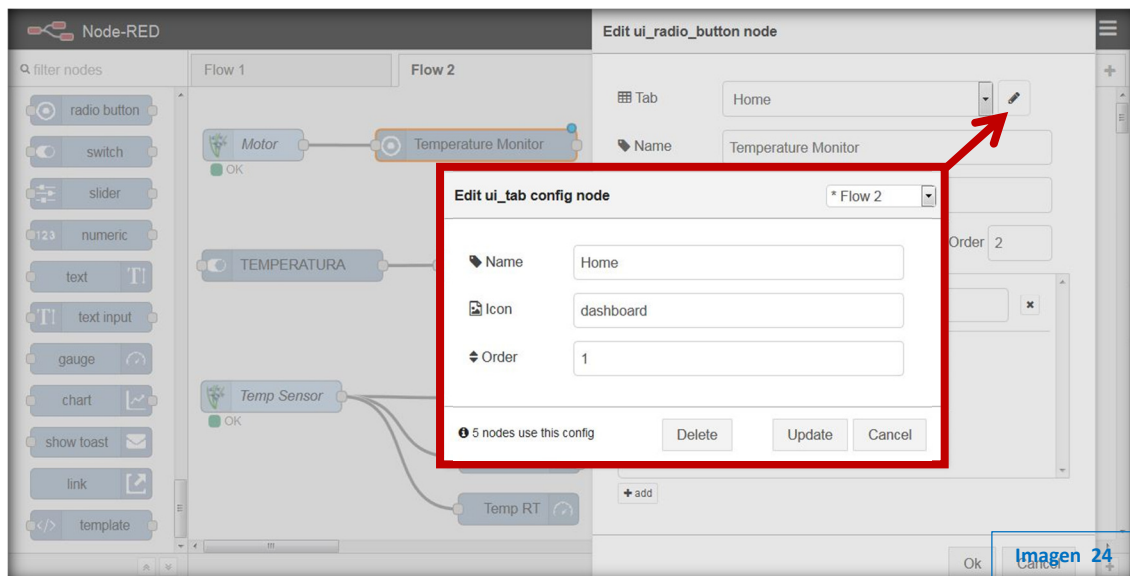 Node-RED
Edit ui_radio_button node
filter nodes
Flow 1
Flow 2
radio button
switch
slider
123 numeric
text
text input
gauge
chart
show toast
link
template
Motor
OK
Temperature Monitor
TEMPERATURA
Temp Sensor
OK
Temp RT
Tab
Home
Name
Temperature Monitor
Order 2
Edit ui_tab config node
* Flow 2
Name
Home
Icon
dashboard
Order
1
5 nodes use this config
Delete
Update
Cancel
add
Ok
Cancel
Imagen 24